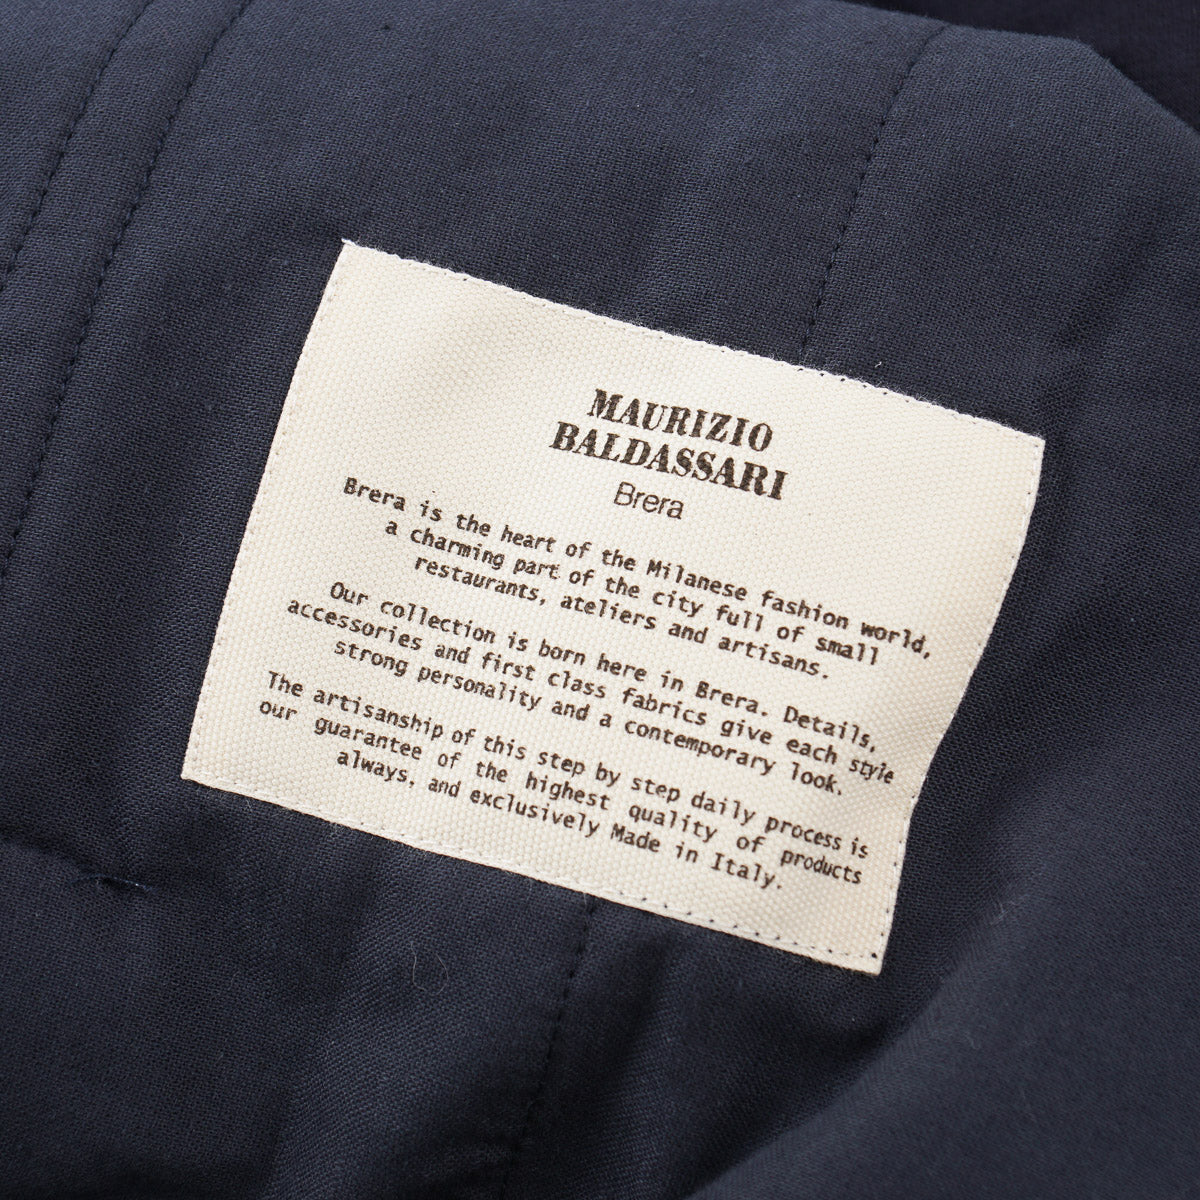 MAURIZIO
BALDASSARI
Brera
Brera is the heart of the Milanese fashion world,
a charming part of the city full of small
restaurants, ateliers and artisans.
Our collection is born here in Brera. Details,
accessories and first class fabrics give each style
strong personality and a contemporary look.
The artisanship of this step by step daily process is
our guarantee of the highest quality of products
always, and exclusively Made in Italy.